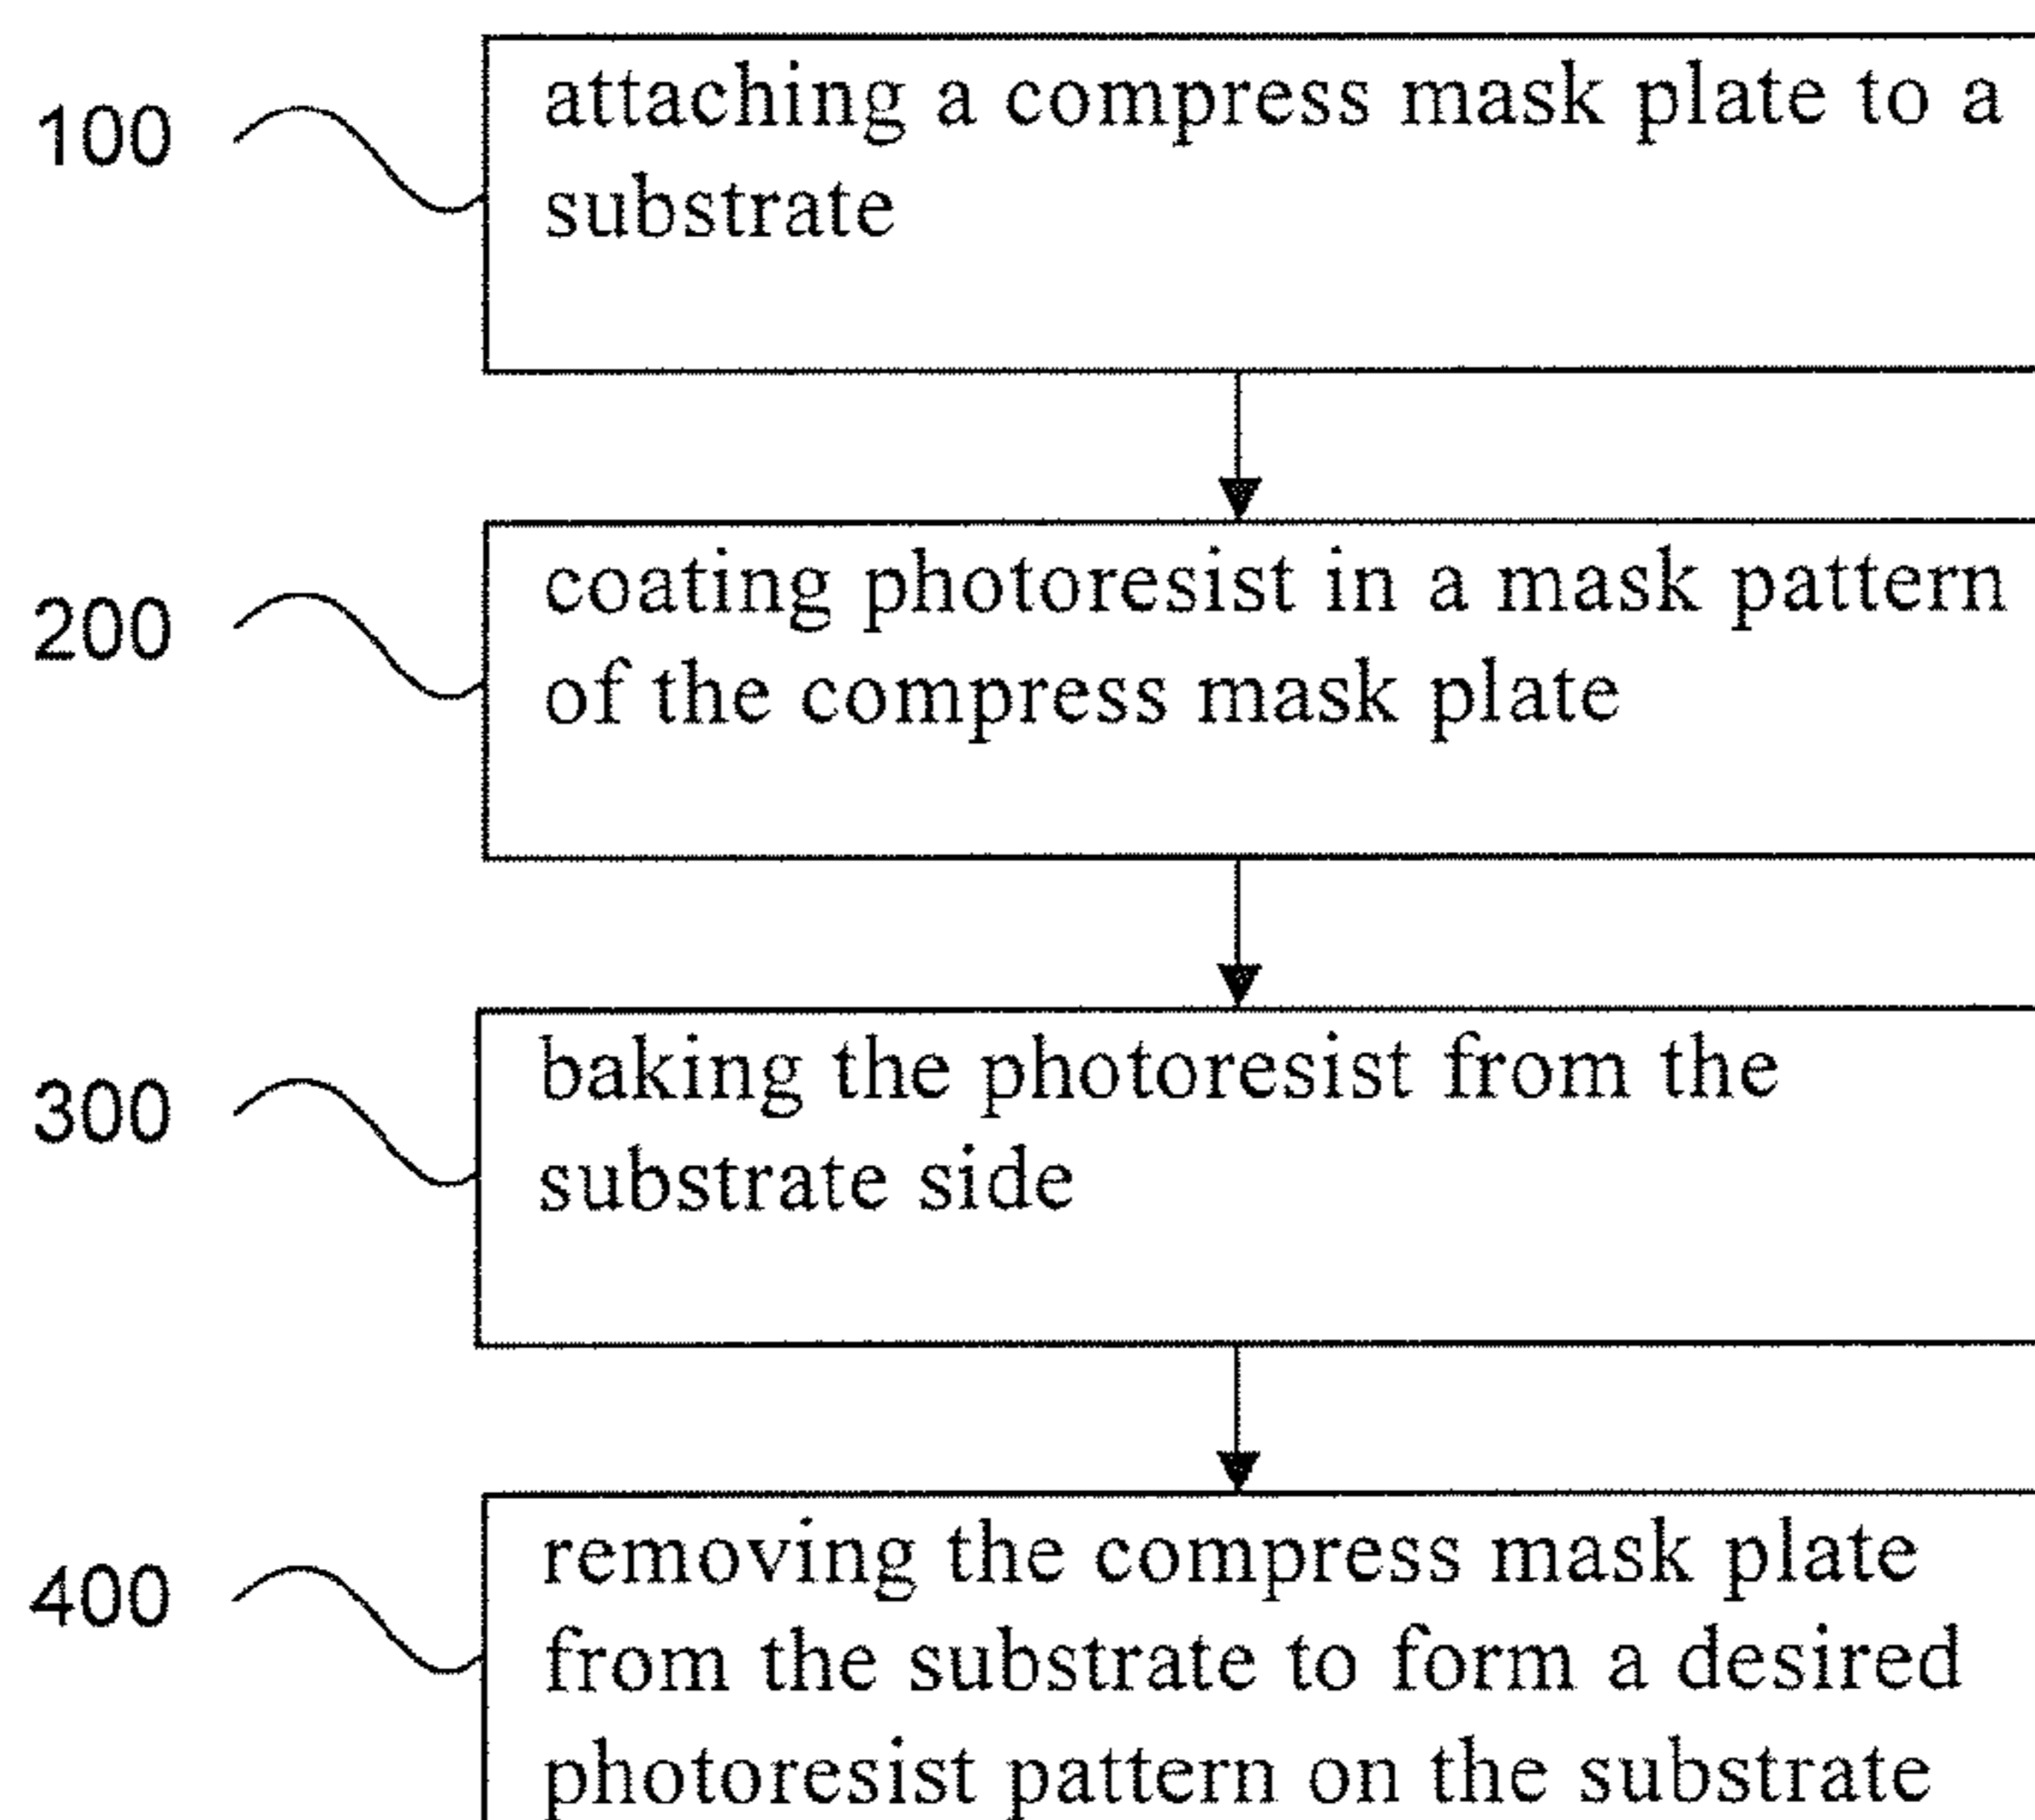 100
attaching a compress mask plate to a
substrate
200
coating photoresist in a mask pattern
of the compress mask plate
300
baking the photoresist from the
substrate side
400
removing the compress mask plate
from the substrate to form a desired
photoresist pattern on the substrate